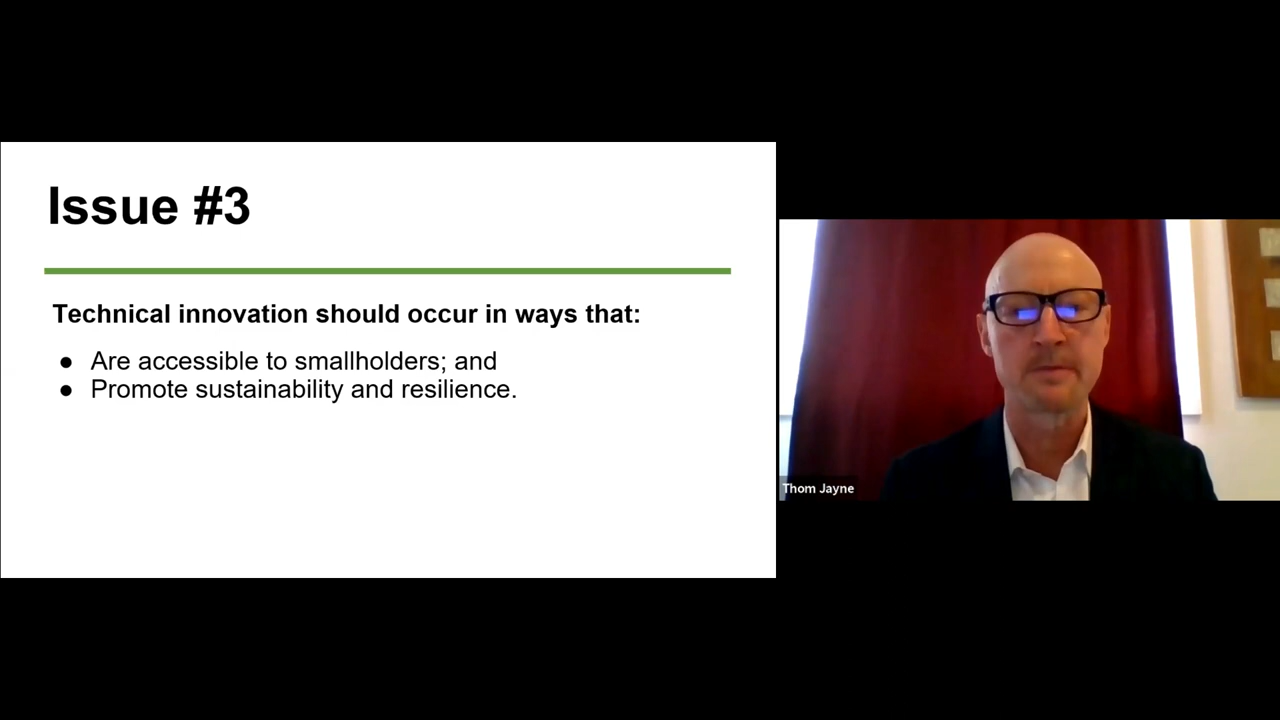 Issue #3
Technical innovation should occur in ways that:
● Are accessible to smallholders; and
● Promote sustainability and resilience.
Thom Jayne